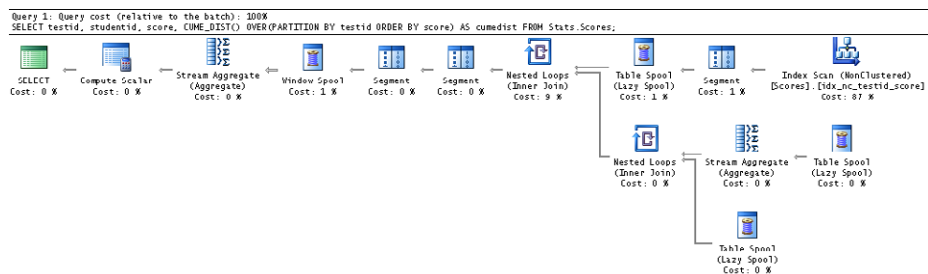 Query 1: Query cost (relative to the batch): 100%
SELECT testid, studentid, score, CUME_DIST() OVER(PARTITION BY testid ORDER BY score) AS cumedist FROM Stats.Scores;
SELECT
Cost: 0 %
Compute Scalar
Cost: 0 %
Stream Aggregate
(Aggregate)
Cost: 0 %
Window Spool
Cost: 1 %
Segment
Cost: 0 %
Segment
Cost: 0 %
Nested Loops
(Inner Join)
Cost: 9 %
Table Spool
(Lazy Spool)
Cost: 1 %
Segment
Cost: 1 %
Index Scan (NonClustered)
[Scores].[idx_nc_testid_score]
Cost: 87 %
Nested Loops
(Inner Join)
Cost: 0 %
Stream Aggregate
(Aggregate)
Cost: 0 %
Table Spool
(Lazy Spool)
Cost: 0 %
Table Spool
(Lazy Spool)
Cost: 0 %